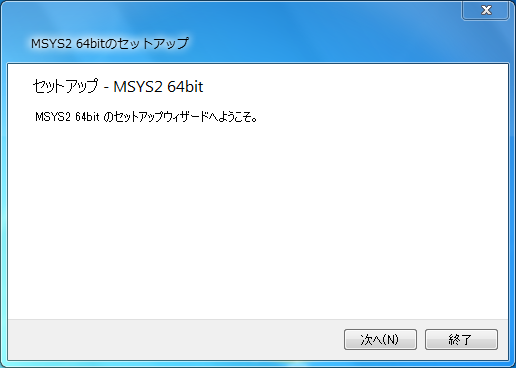 MSYS2 64bitのセットアップ
セットアップ - MSYS2 64bit
MSYS2 64bit のセットアップウィザードへようこそ。
次へ(N)
終了